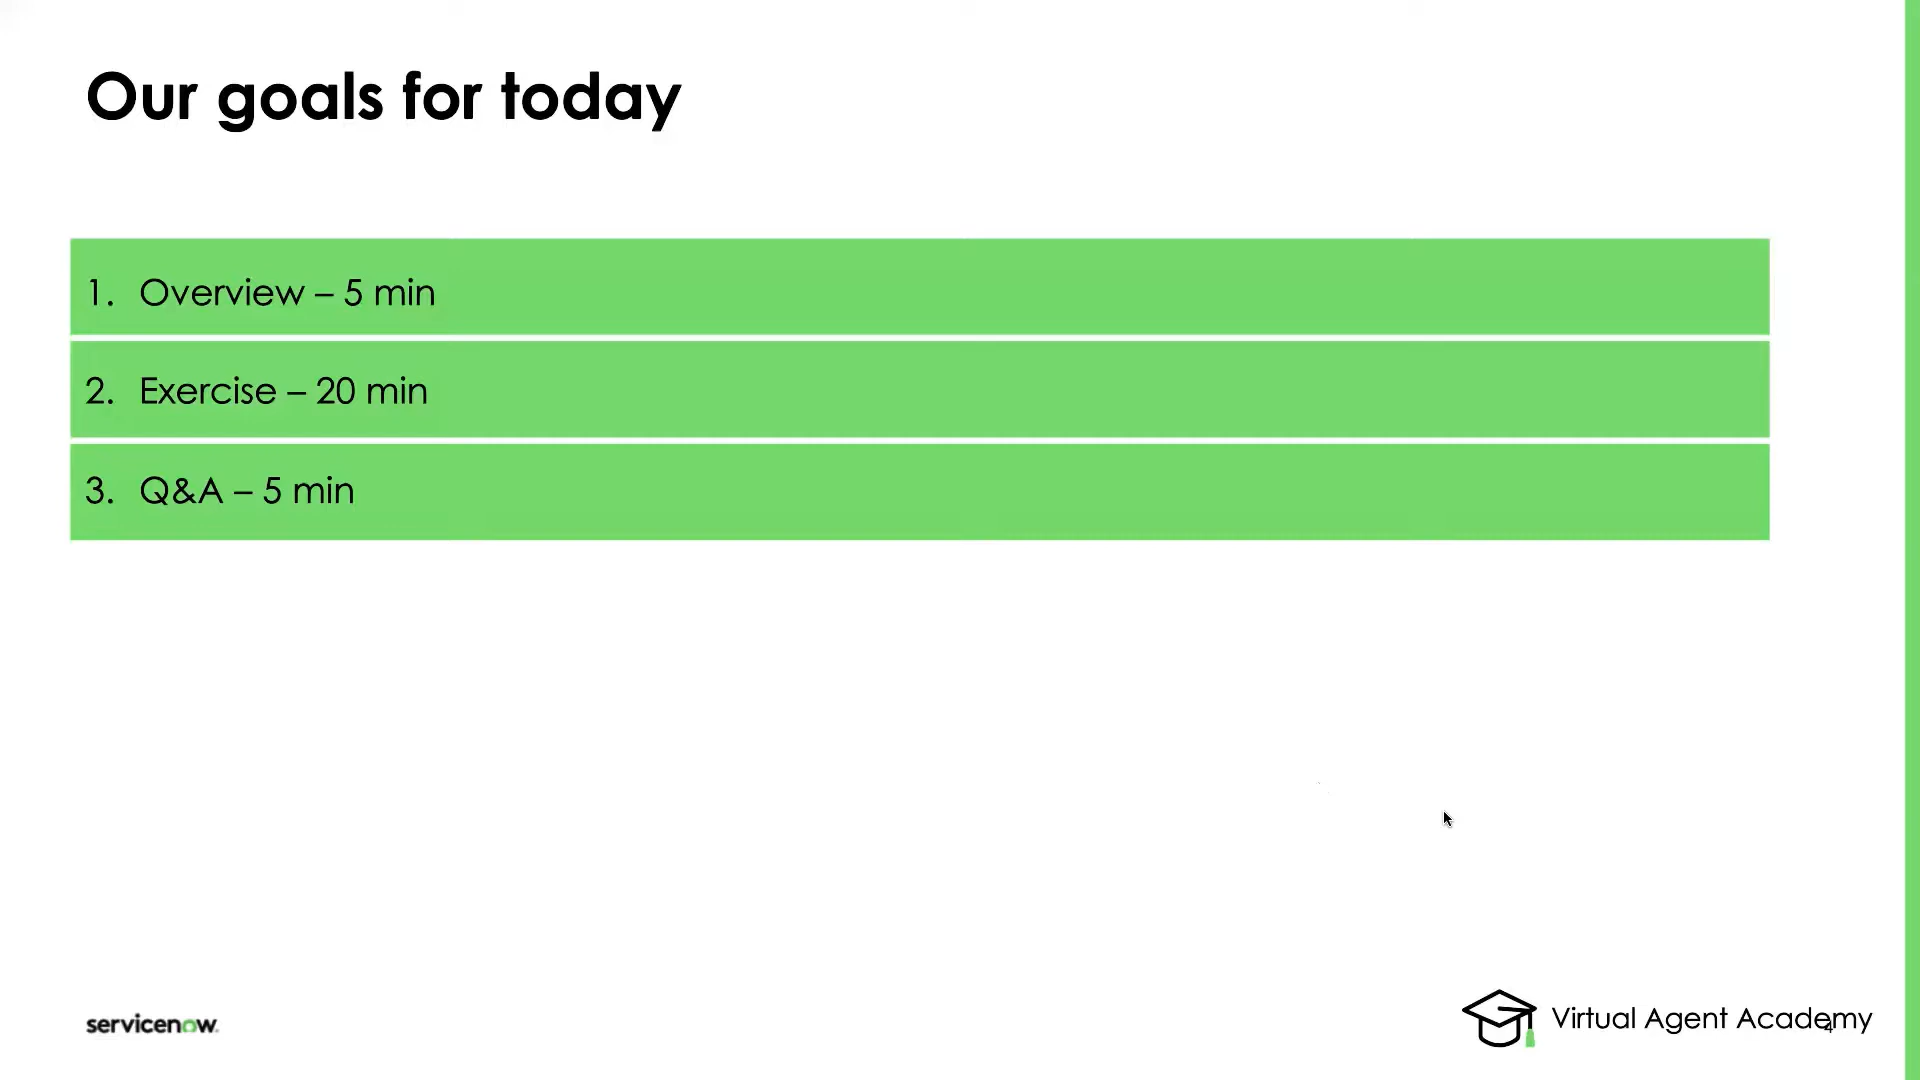 Our goals for today
1. Overview – 5 min
2. Exercise – 20 min
3. Q&A – 5 min
servicenow.
Virtual Agent Academy
4